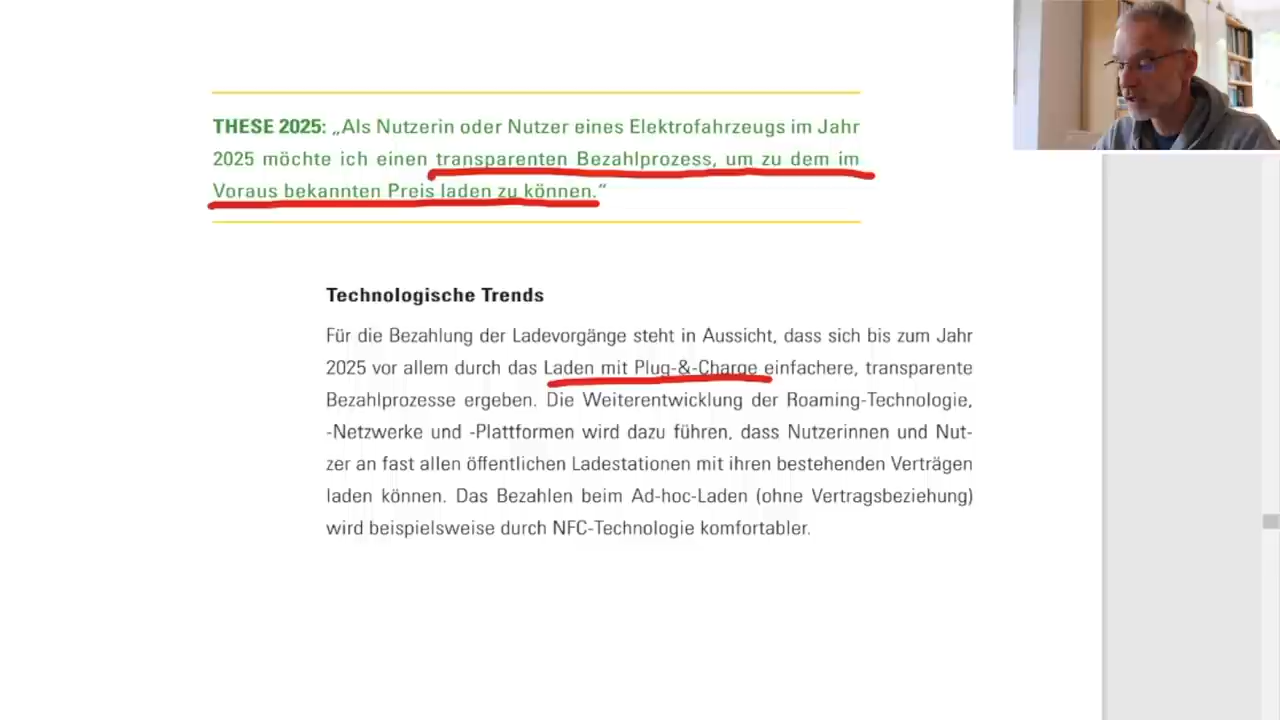 THESE 2025: „Als Nutzerin oder Nutzer eines Elektrofahrzeugs im Jahr
2025 möchte ich einen transparenten Bezahlprozess, um zu dem im
Voraus bekannten Preis laden zu können.“
Technologische Trends
Für die Bezahlung der Ladevorgänge steht in Aussicht, dass sich bis zum Jahr
2025 vor allem durch das Laden mit Plug-&-Charge einfachere, transparente
Bezahlprozesse ergeben. Die Weiterentwicklung der Roaming-Technologie,
-Netzwerke und -Plattformen wird dazu führen, dass Nutzerinnen und Nut-
zer an fast allen öffentlichen Ladestationen mit ihren bestehenden Verträgen
laden können. Das Bezahlen beim Ad-hoc-Laden (ohne Vertragsbeziehung)
wird beispielsweise durch NFC-Technologie komfortabler.